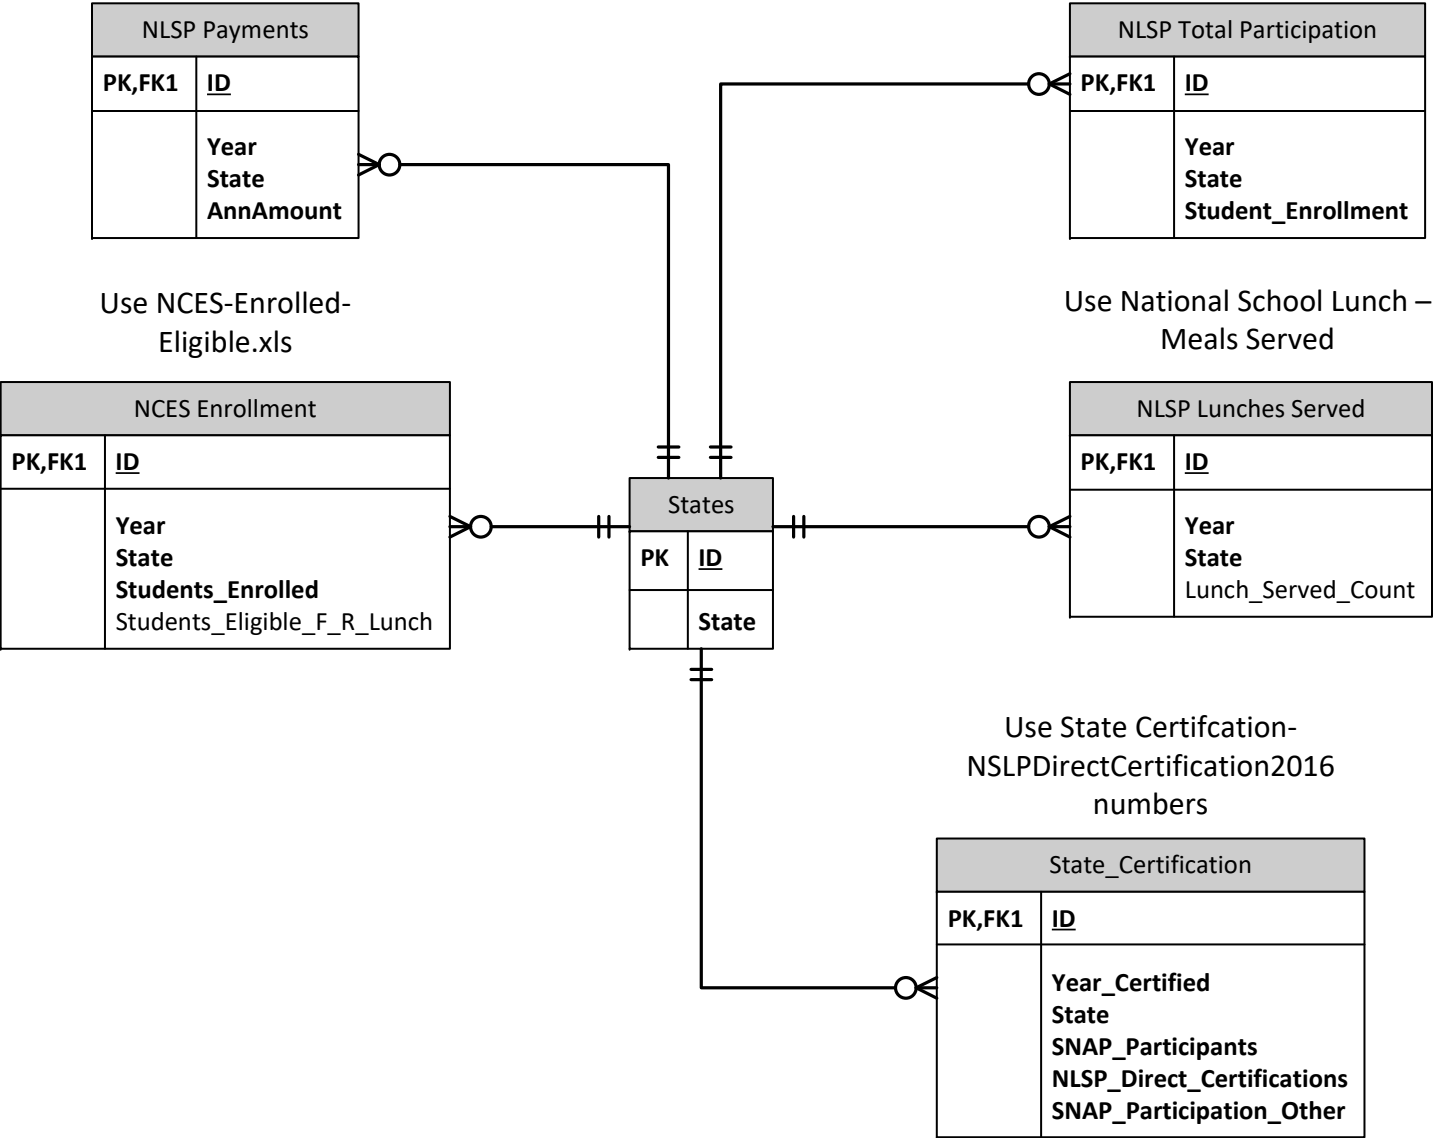 NLSP Payments
PK,FK1 ID
Year
State
AnnAmount
NLSP Total Participation
PK,FK1 ID
Year
State
Student_Enrollment
Use NCES-Enrolled-
Eligible.xls
Use National School Lunch –
Meals Served
NCES Enrollment
PK,FK1 ID
Year
State
Students_Enrolled
Students_Eligible_F_R_Lunch
States
PK ID
State
NLSP Lunches Served
PK,FK1 ID
Year
State
Lunch_Served_Count
Use State Certifcation-
NSLPDirectCertification2016
numbers
State_Certification
PK,FK1 ID
Year_Certified
State
SNAP_Participants
NLSP_Direct_Certifications
SNAP_Participation_Other